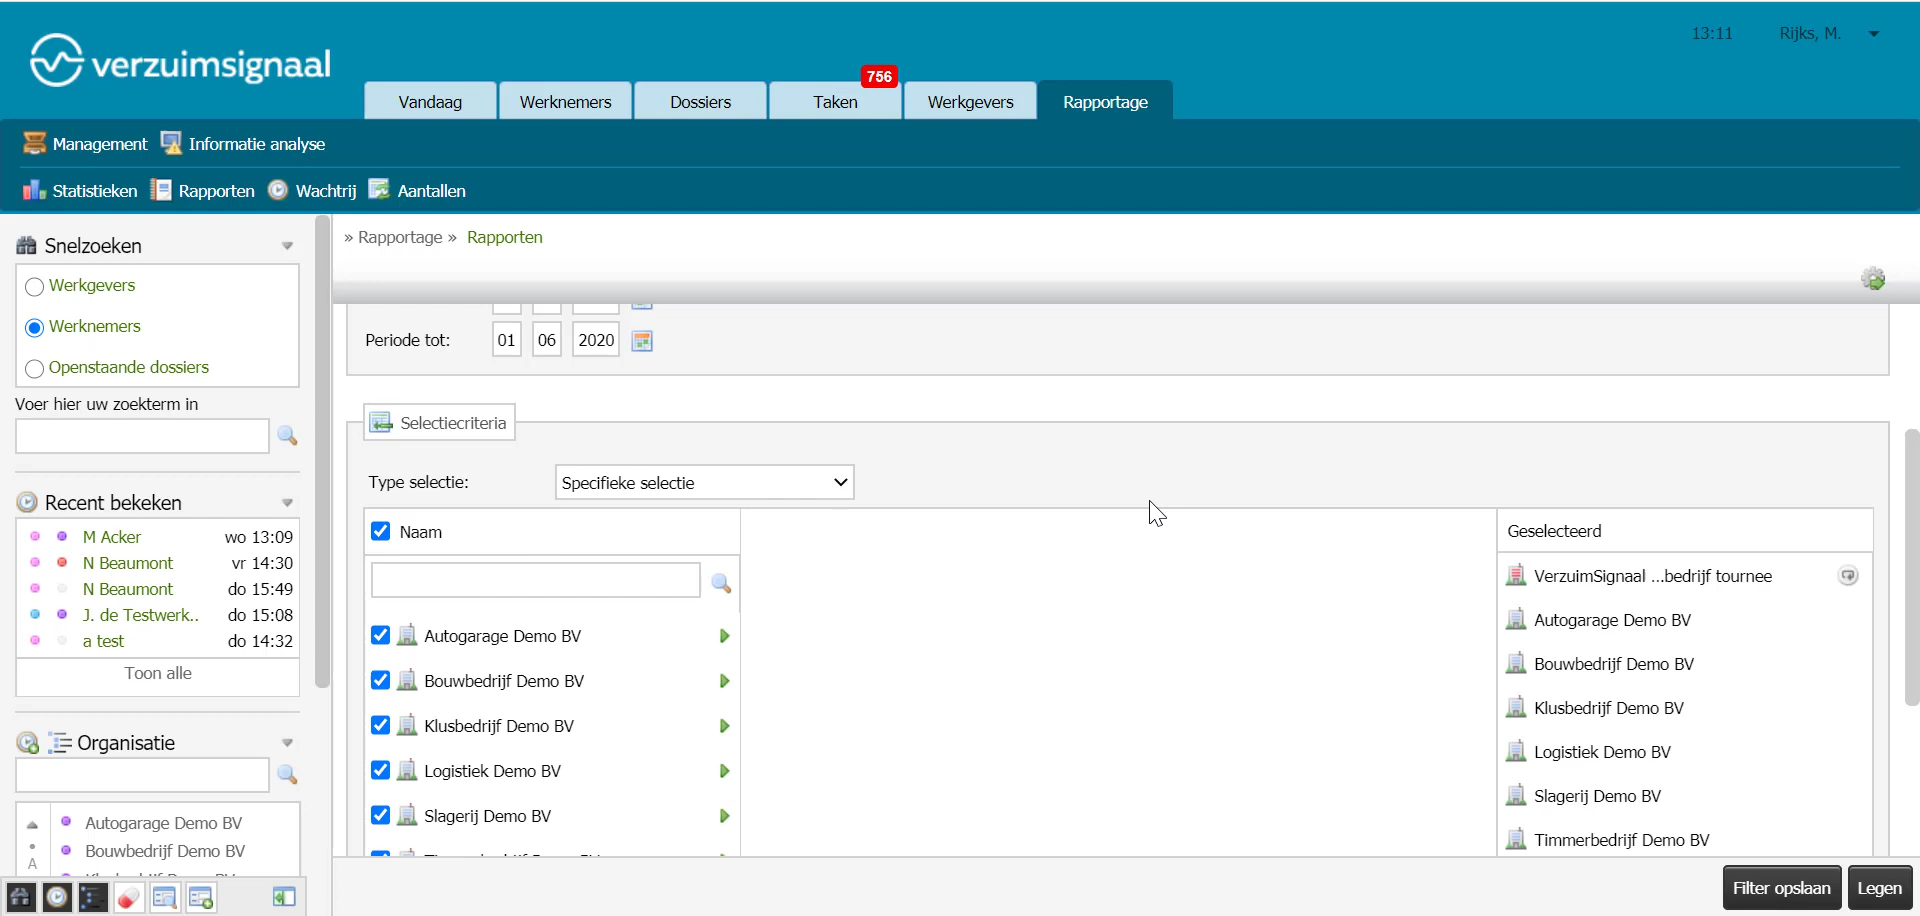 13:11
Rijks, M.
verzuimsignaal
756
Vandaag
Werknemers
Dossiers
Taken
Werkgevers
Rapportage
Management
Informatie analyse
Statistieken
Rapporten
Wachtrij
Aantallen
Snelzoeken
Werkgevers
Werknemers
Openstaande dossiers
Voer hier uw zoekterm in
Recent bekeken
M Acker wo 13:09
N Beaumont vr 14:30
N Beaumont do 15:49
J. de Testwerk.. do 15:08
a test do 14:32
Toon alle
Organisatie
Autogarage Demo BV
Bouwbedrijf Demo BV
A
» Rapportage » Rapporten
Periode tot: 01 06 2020
Selectiecriteria
Type selectie: Specifieke selectie
Naam
Autogarage Demo BV
Bouwbedrijf Demo BV
Klusbedrijf Demo BV
Logistiek Demo BV
Slagerij Demo BV
Geselecteerd
VerzuimSignaal ...bedrijf tournee
Autogarage Demo BV
Bouwbedrijf Demo BV
Klusbedrijf Demo BV
Logistiek Demo BV
Slagerij Demo BV
Timmerbedrijf Demo BV
Filter opslaan
Legen